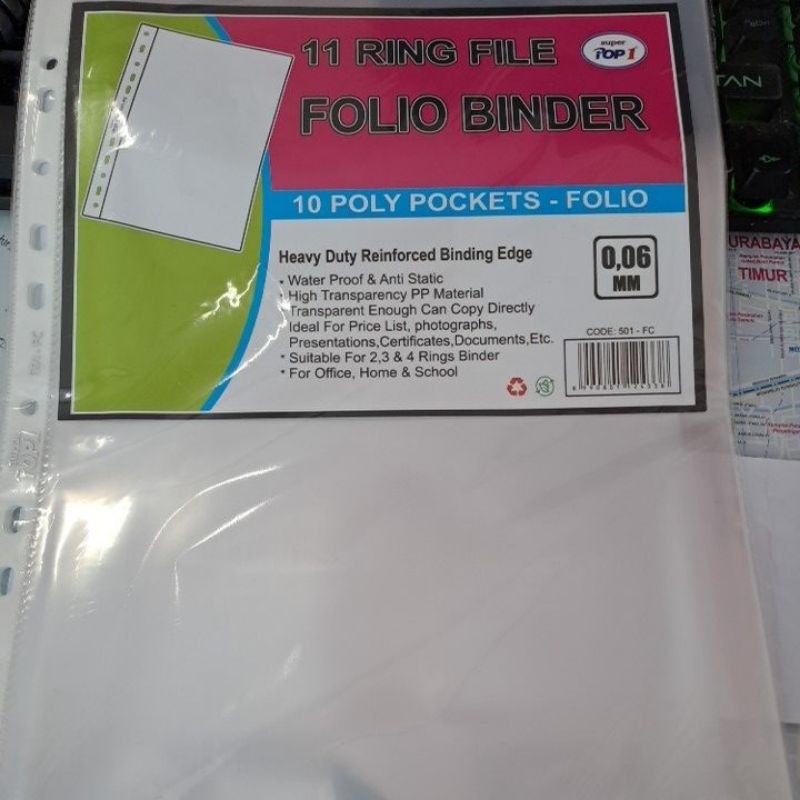 11 RING FILE
super
TOP 1
FOLIO BINDER
10 POLY POCKETS - FOLIO
Heavy Duty Reinforced Binding Edge
0,06
MM
• Water Proof & Anti Static
• High Transparency PP Material
Transparent Enough Can Copy Directly
Ideal For Price List, photographs,
Presentations,Certificates,Documents,Etc.
* Suitable For 2,3 & 4 Rings Binder
* For Office, Home & School
CODE: 501 - FC
TAN
URABAYA
TIMUR